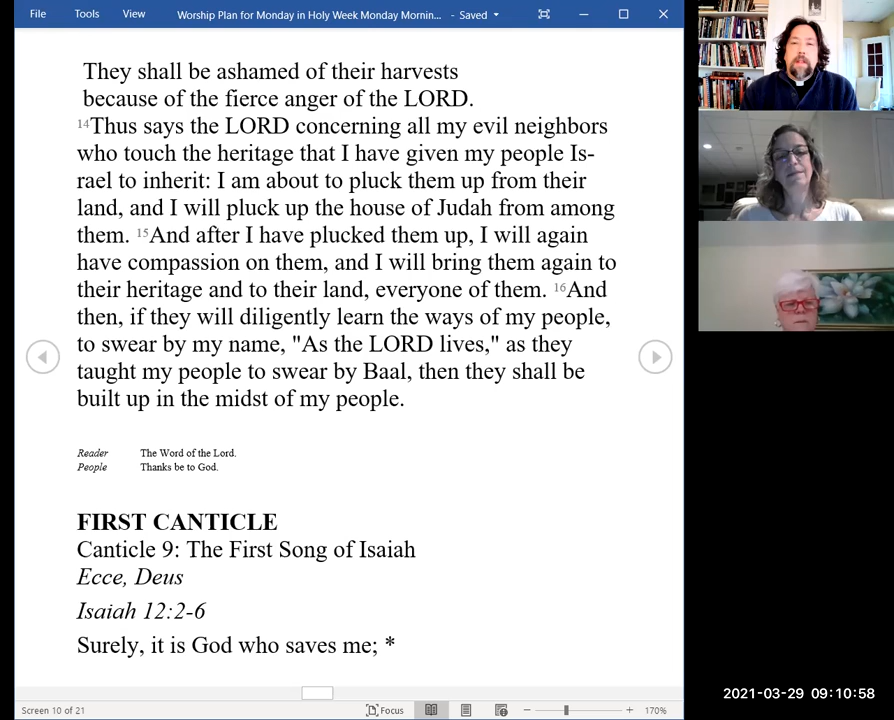 File Tools View Worship Plan for Monday in Holy Week Monday Mornin... - Saved
They shall be ashamed of their harvests
because of the fierce anger of the LORD.
14Thus says the LORD concerning all my evil neighbors
who touch the heritage that I have given my people Is-
rael to inherit: I am about to pluck them up from their
land, and I will pluck up the house of Judah from among
them. 15And after I have plucked them up, I will again
have compassion on them, and I will bring them again to
their heritage and to their land, everyone of them. 16And
then, if they will diligently learn the ways of my people,
to swear by my name, "As the LORD lives," as they
taught my people to swear by Baal, then they shall be
built up in the midst of my people.
Reader The Word of the Lord.
People Thanks be to God.
FIRST CANTICLE
Canticle 9: The First Song of Isaiah
Ecce, Deus
Isaiah 12:2-6
Surely, it is God who saves me; *
2021-03-29 09:10:58
Screen 10 of 21 Focus 170%